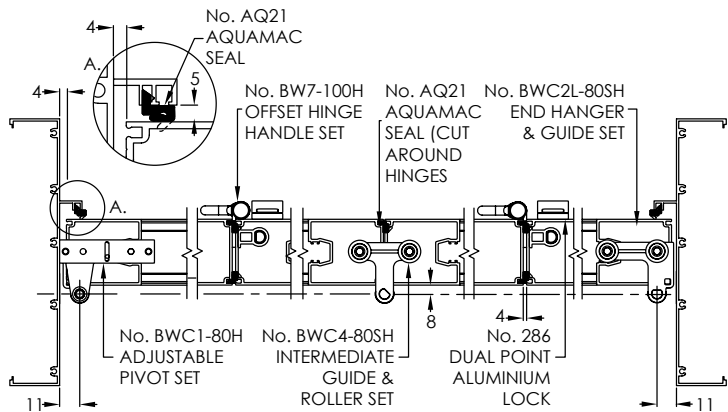 No. AQ21
AQUAMAC
SEAL
4
A.
5
4
No. BW7-100H
OFFSET HINGE
HANDLE SET
No. AQ21
AQUAMAC
SEAL (CUT
AROUND
HINGES
No. BWC2L-80SH
END HANGER
& GUIDE SET
A.
8
4
No. BWC1-80H
ADJUSTABLE
PIVOT SET
No. BWC4-80SH
INTERMEDIATE
GUIDE &
ROLLER SET
No. 286
DUAL POINT
ALUMINIUM
LOCK
11
11